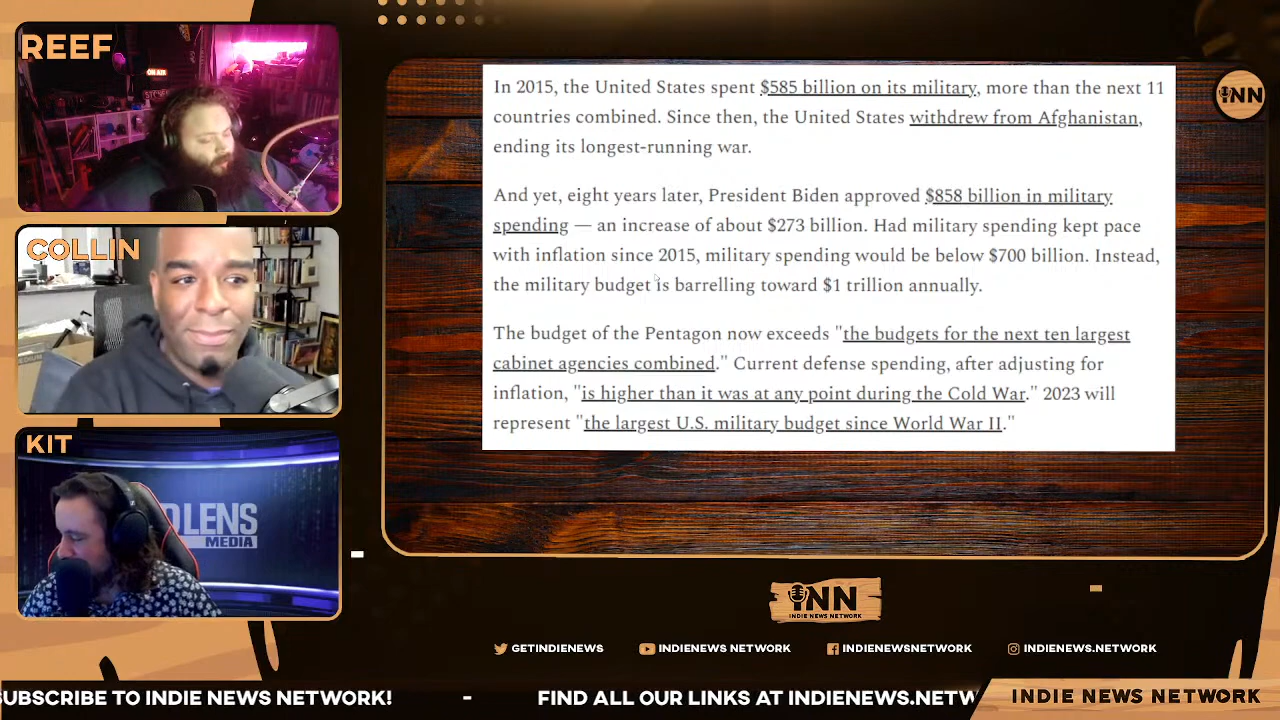 REEF
ON AIR
COLLIN
KIT
DLENS
MEDIA
In 2015, the United States spent $585 billion on its military, more than the next 11
countries combined. Since then, the United States withdrew from Afghanistan,
ending its longest-running war.
And yet, eight years later, President Biden approved $858 billion in military
spending — an increase of about $273 billion. Had military spending kept pace
with inflation since 2015, military spending would be below $700 billion. Instead,
the military budget is barrelling toward $1 trillion annually.
The budget of the Pentagon now exceeds "the budgets for the next ten largest
cabinet agencies combined." Current defense spending, after adjusting for
inflation, "is higher than it was at any point during the Cold War." 2023 will
represent "the largest U.S. military budget since World War II."
INN
INN
INDIE NEWS NETWORK
GETINDIENEWS
INDIENEWS NETWORK
INDIENEWSNETWORK
INDIENEWS.NETWORK
SUBSCRIBE TO INDIE NEWS NETWORK! - FIND ALL OUR LINKS AT INDIENEWS.NETW
INDIE NEWS NETWORK